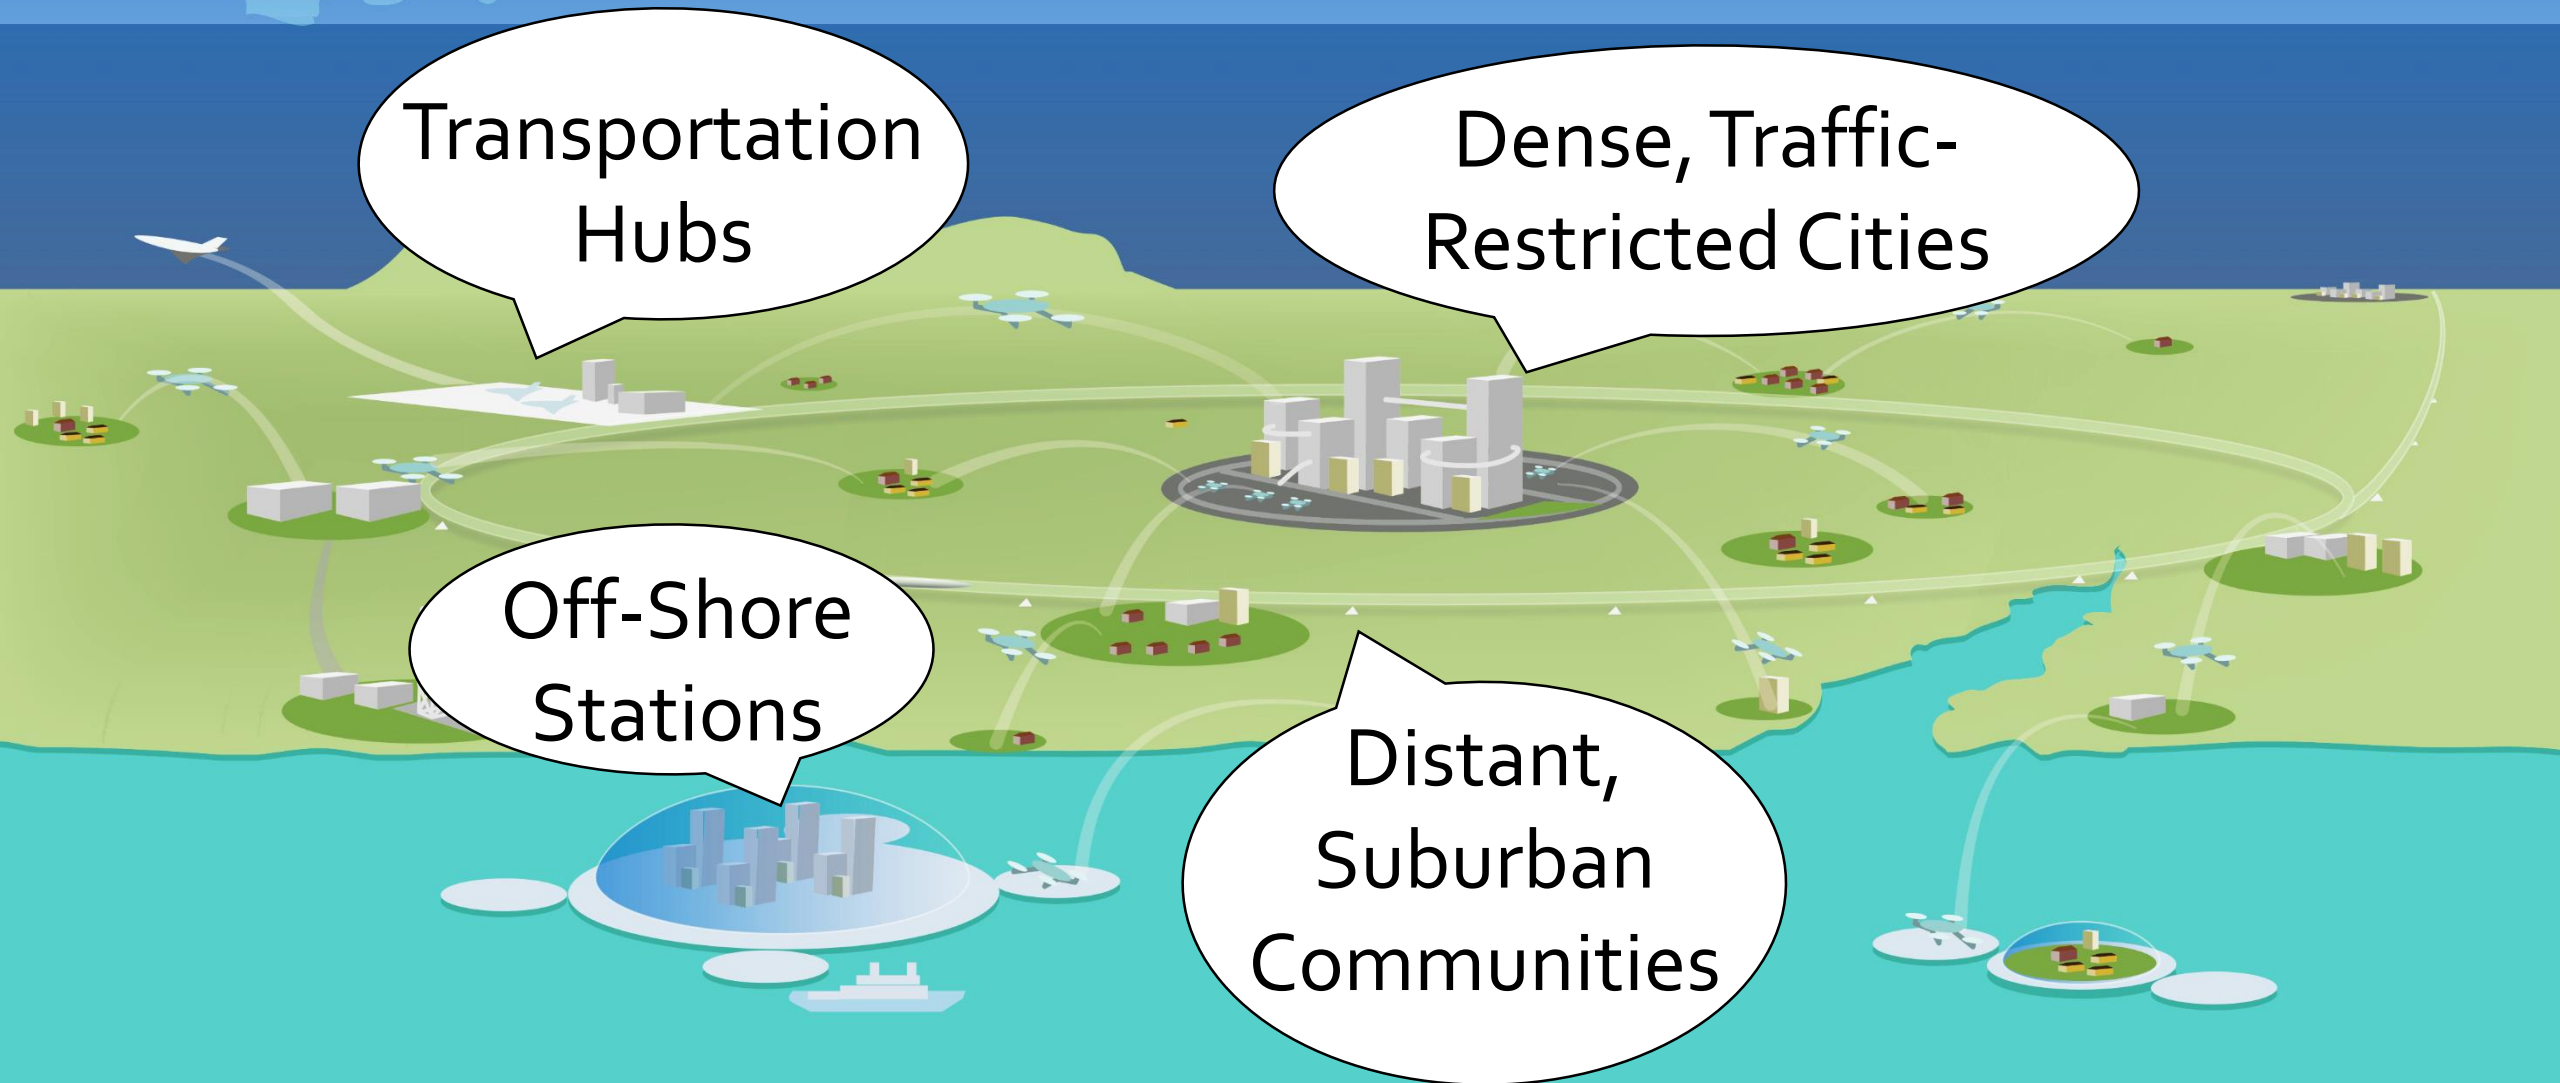 Transportation
Hubs
Dense, Traffic-
Restricted Cities
Off-Shore
Stations
Distant,
Suburban
Communities